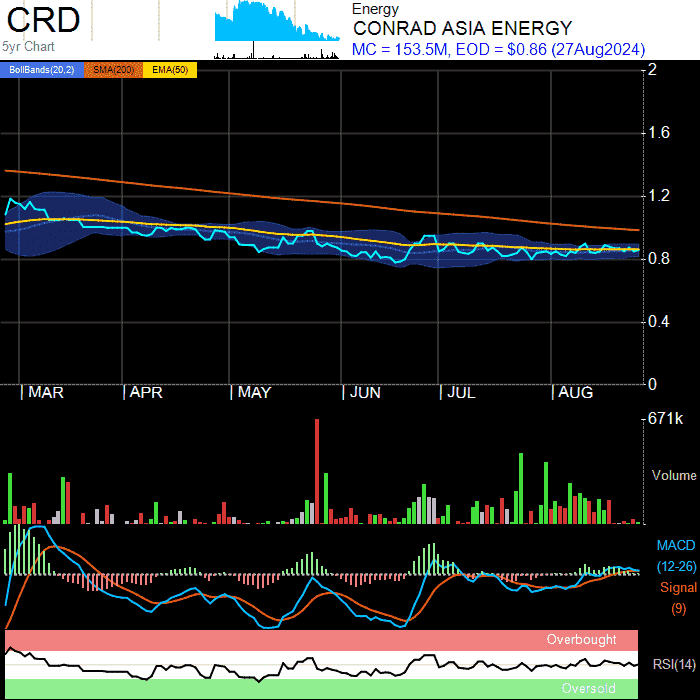 CRD
5yr Chart
Energy
CONRAD ASIA ENERGY
MC = 153.5M, EOD = $0.86 (27Aug2024)
BollBands(20,2) SMA(200) EMA(50)
2
1.6
1.2
0.8
0.4
0
| MAR | APR | MAY | JUN | JUL | AUG
671k
Volume
MACD
(12-26)
Signal
(9)
Overbought
RSI(14)
Oversold